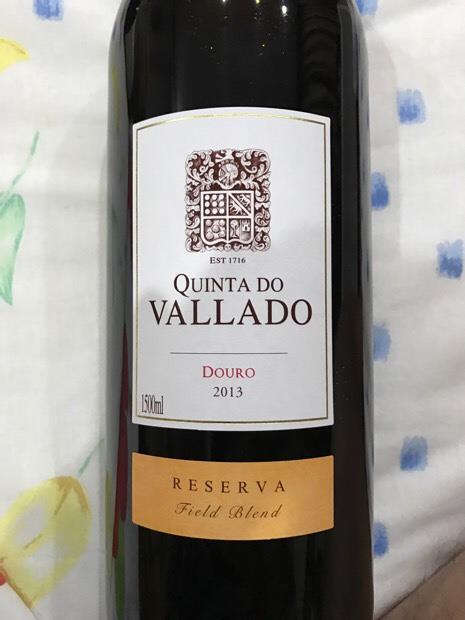 EST 1716
QUINTA DO
VALLADO
DOURO
2013
1500ml
RESERVA
Field Blend